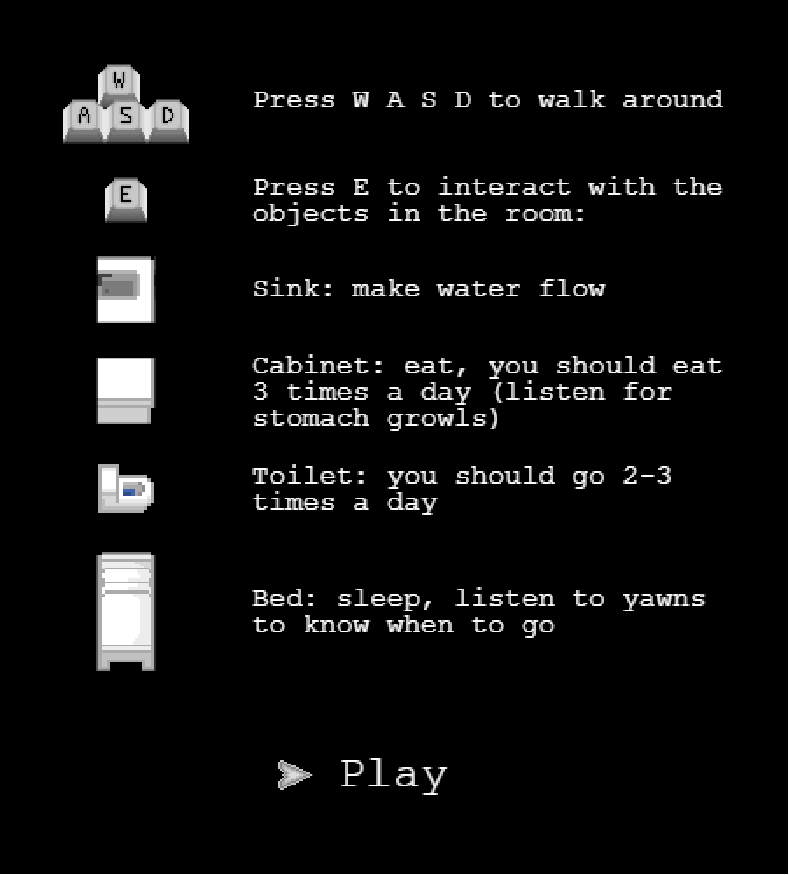 W
A S D
Press W A S D to walk around
E
Press E to interact with the
objects in the room:
Sink: make water flow
Cabinet: eat, you should eat
3 times a day (listen for
stomach growls)
Toilet: you should go 2-3
times a day
Bed: sleep, listen to yawns
to know when to go
Play